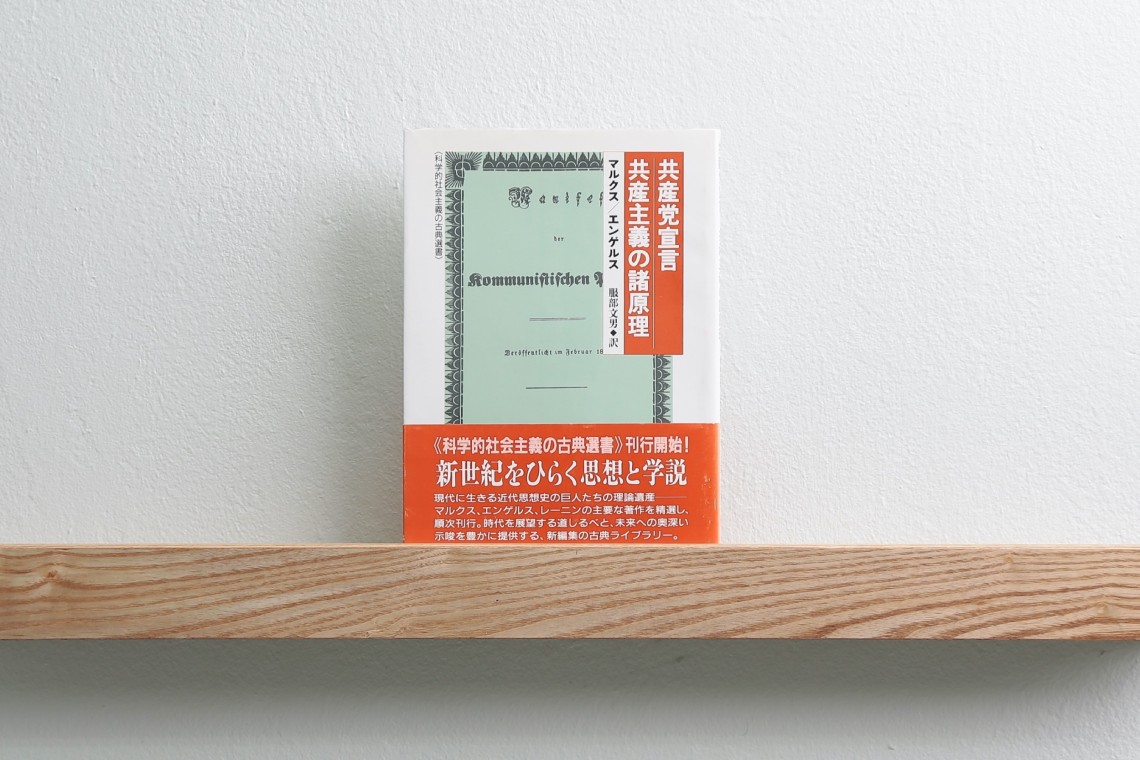 共産党宣言
共産主義の諸原理
マルクス/エンゲルス
服部文男◆訳
〈科学的社会主義の古典選書〉
Manifes
der
Kommunistischen P
Veröffentlicht im Februar 18
《科学的社会主義の古典選書》刊行開始!
新世紀をひらく思想と学説
現代に生きる近代思想史の巨人たちの理論遺産――
マルクス、エンゲルス、レーニンの主要な著作を精選し、
順次刊行。時代を展望する道じるべと、未来への奥深い
示唆を豊かに提供する、新編集の古典ライブラリー。